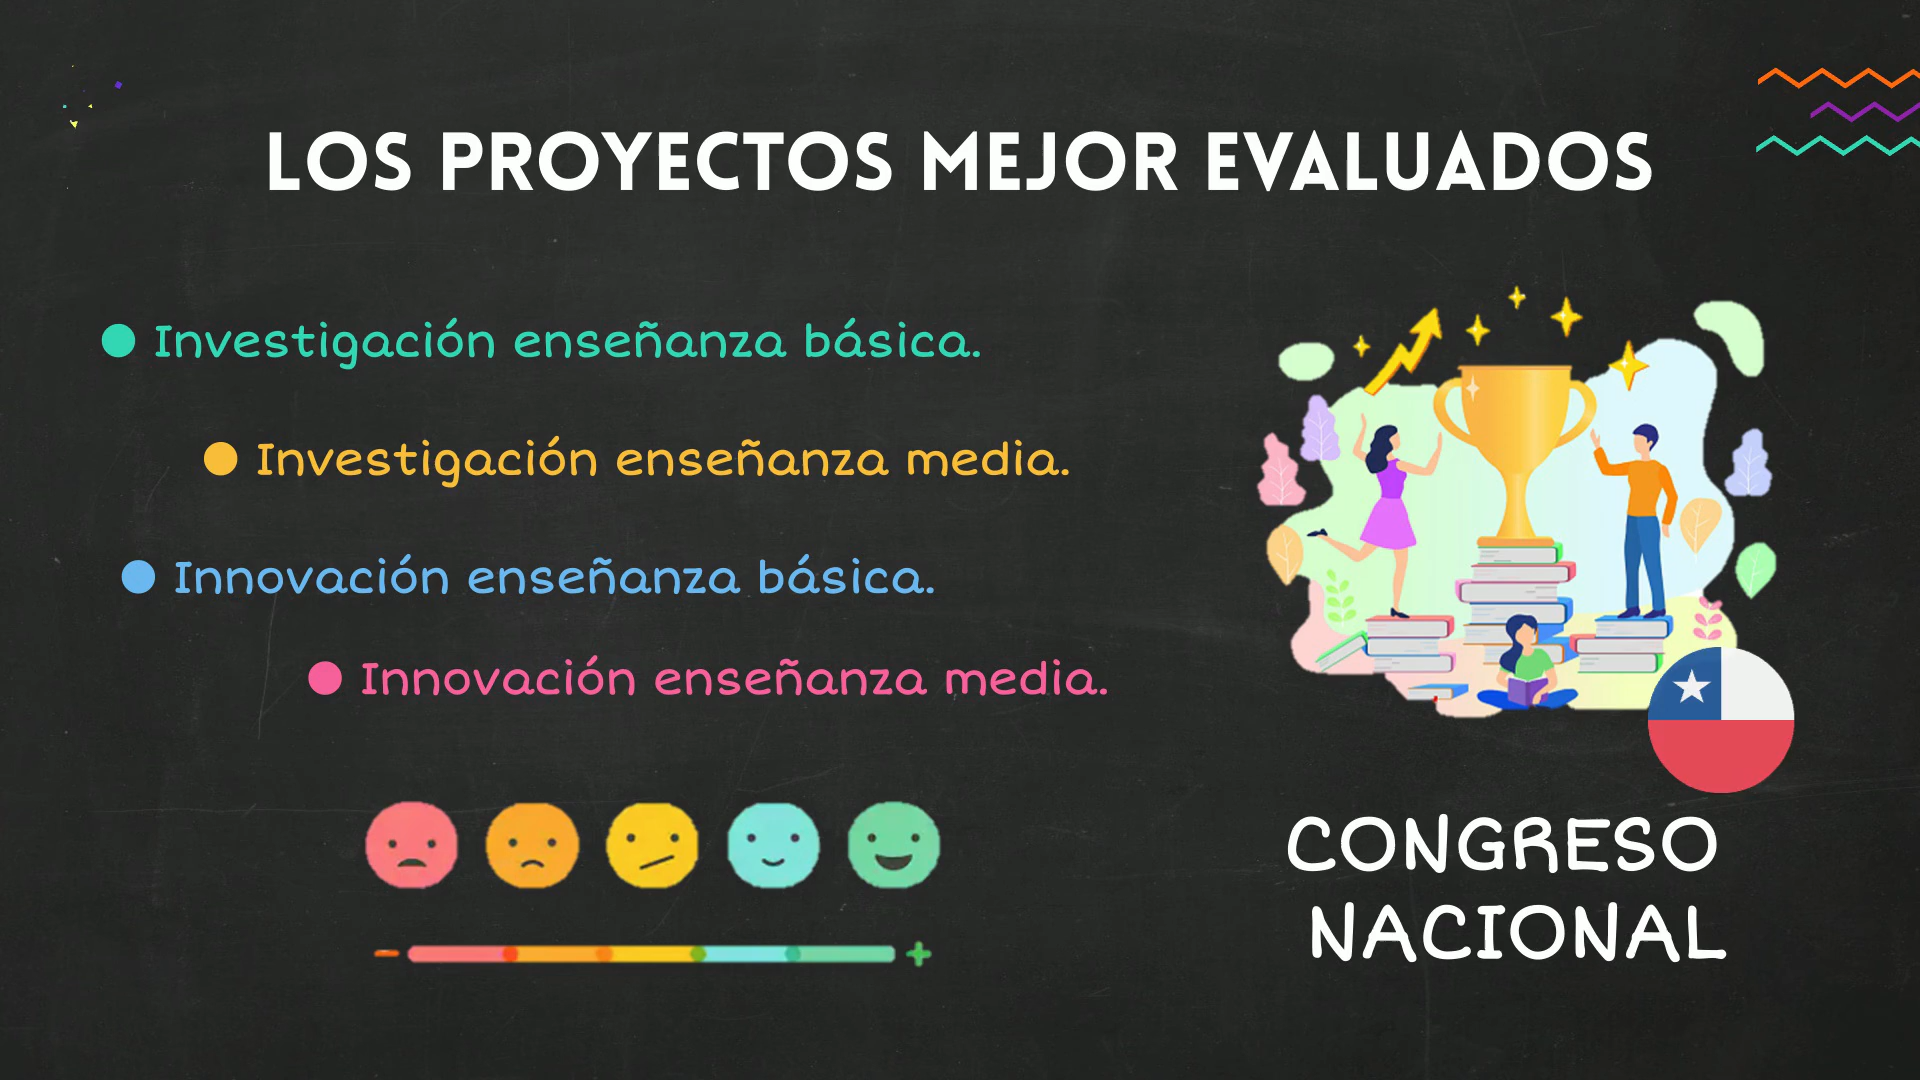 LOS PROYECTOS MEJOR EVALUADOS
● Investigación enseñanza básica.
● Investigación enseñanza media.
● Innovación enseñanza básica.
● Innovación enseñanza media.
CONGRESO
NACIONAL